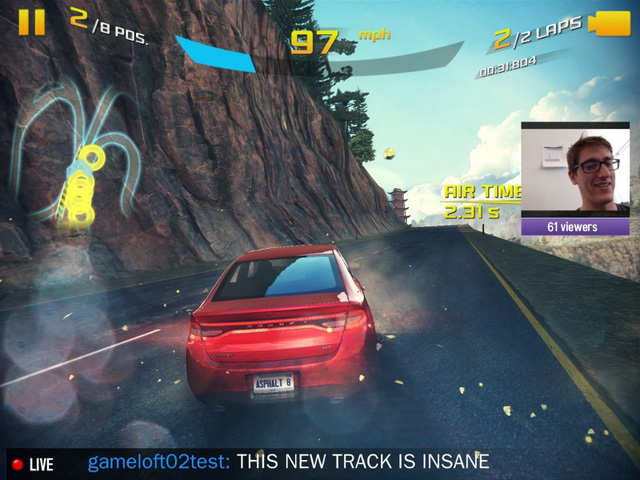 2/8 POS.
97 mph
2/2 LAPS
00:31:804
AIR TIME
2.31 S
61 viewers
ASPHALT 8
LIVE
gameloft02test: THIS NEW TRACK IS INSANE